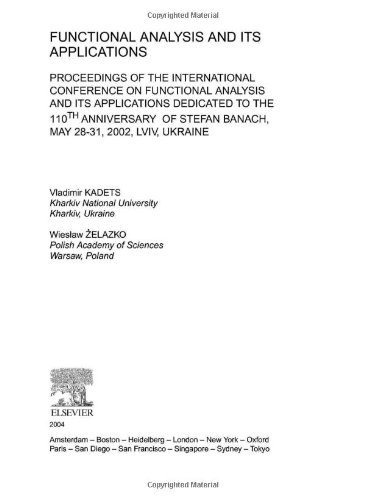 Copyrighted Material
FUNCTIONAL ANALYSIS AND ITS
APPLICATIONS
PROCEEDINGS OF THE INTERNATIONAL
CONFERENCE ON FUNCTIONAL ANALYSIS
AND ITS APPLICATIONS DEDICATED TO THE
110TH ANNIVERSARY OF STEFAN BANACH,
MAY 28-31, 2002, LVIV, UKRAINE
Vladimir KADETS
Kharkiv National University
Kharkiv, Ukraine
Wiesław ŻELAZKO
Polish Academy of Sciences
Warsaw, Poland
ELSEVIER
2004
Amsterdam – Boston – Heidelberg – London – New York – Oxford
Paris – San Diego – San Francisco – Singapore – Sydney – Tokyo
Copyrighted Material